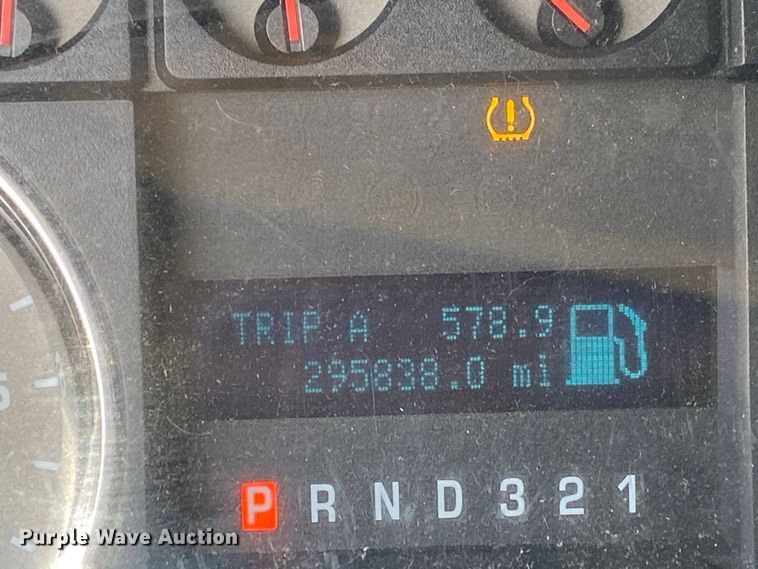 TRIP A 578.9
295838.0 mi
P R N D 3 2 1
Purple Wave Auction